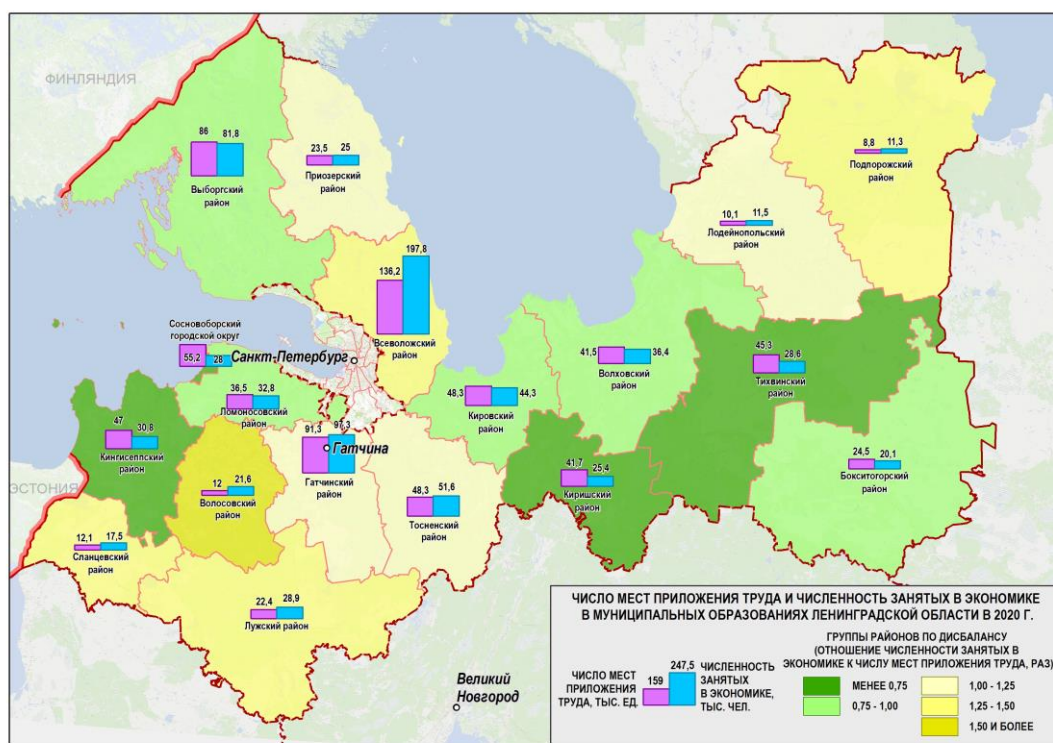 ФИНЛЯНДИЯ
86 81,8
Выборгский
район
23,5 25
Приозерский
район
8,8 11,3
Подпорожский
район
10,1 11,5
Лодейнопольский
район
197,8
136,2
Всеволожский
район
Сосновоборский
городской округ
55,2 28
Санкт-Петербург
36,5 32,8
Ломоносовский
район
41,5 36,4
Волховский
район
45,3
28,6
Тихвинский
район
48,3 44,3
Кировский
район
47
30,8
Кингисеппский
район
91,3 97,3
Гатчина
Гатчинский
район
12 21,6
Волосовский
район
24,5 20,1
Бокситогорский
район
41,7
25,4
Киришский
район
48,3 51,6
Тосненский
район
ЭСТОНИЯ
12,1 17,5
Сланцевский
район
22,4 28,9
Лужский район
Великий
Новгород
ЧИСЛО МЕСТ ПРИЛОЖЕНИЯ ТРУДА И ЧИСЛЕННОСТЬ ЗАНЯТЫХ В ЭКОНОМИКЕ
В МУНИЦИПАЛЬНЫХ ОБРАЗОВАНИЯХ ЛЕНИНГРАДСКОЙ ОБЛАСТИ В 2020 Г.
ЧИСЛО МЕСТ
ПРИЛОЖЕНИЯ
ТРУДА, ТЫС. ЕД.
159
247,5
ЧИСЛЕННОСТЬ
ЗАНЯТЫХ
В ЭКОНОМИКЕ,
ТЫС. ЧЕЛ.
ГРУППЫ РАЙОНОВ ПО ДИСБАЛАНСУ
(ОТНОШЕНИЕ ЧИСЛЕННОСТИ ЗАНЯТЫХ В
ЭКОНОМИКЕ К ЧИСЛУ МЕСТ ПРИЛОЖЕНИЯ ТРУДА, РАЗ)
МЕНЕЕ 0,75
0,75 - 1,00
1,00 - 1,25
1,25 - 1,50
1,50 И БОЛЕЕ